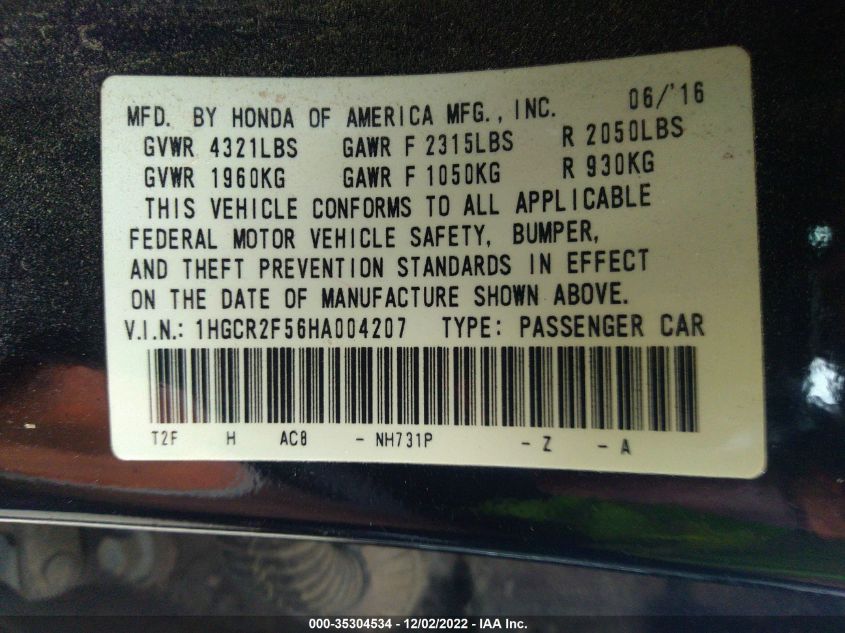 MFD. BY HONDA OF AMERICA MFG., INC. 06/'16
GVWR 4321LBS GAWR F 2315LBS R 2050LBS
GVWR 1960KG GAWR F 1050KG R 930KG
THIS VEHICLE CONFORMS TO ALL APPLICABLE
FEDERAL MOTOR VEHICLE SAFETY, BUMPER,
AND THEFT PREVENTION STANDARDS IN EFFECT
ON THE DATE OF MANUFACTURE SHOWN ABOVE.
V.I.N.: 1HGCR2F56HA004207 TYPE: PASSENGER CAR
T2F H AC8 - NH731P - Z - A
000-35304534 - 12/02/2022 - IAA Inc.